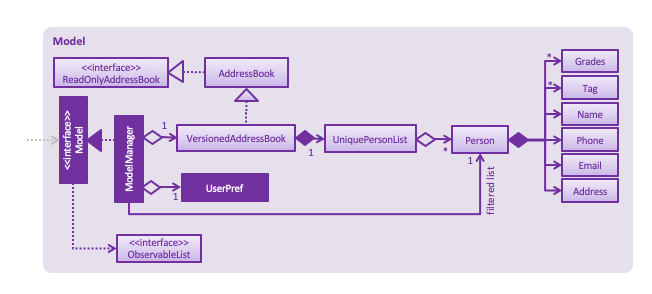 Model
<<interface>>
ReadOnlyAddressBook
AddressBook
Grades
*
Tag
*
Name
Phone
Email
Address
<<interface>>
Model
ModelManager
1
VersionedAddressBook
1
UniquePersonList
*
Person
1
filtered list
UserPref
1
<<interface>>
ObservableList